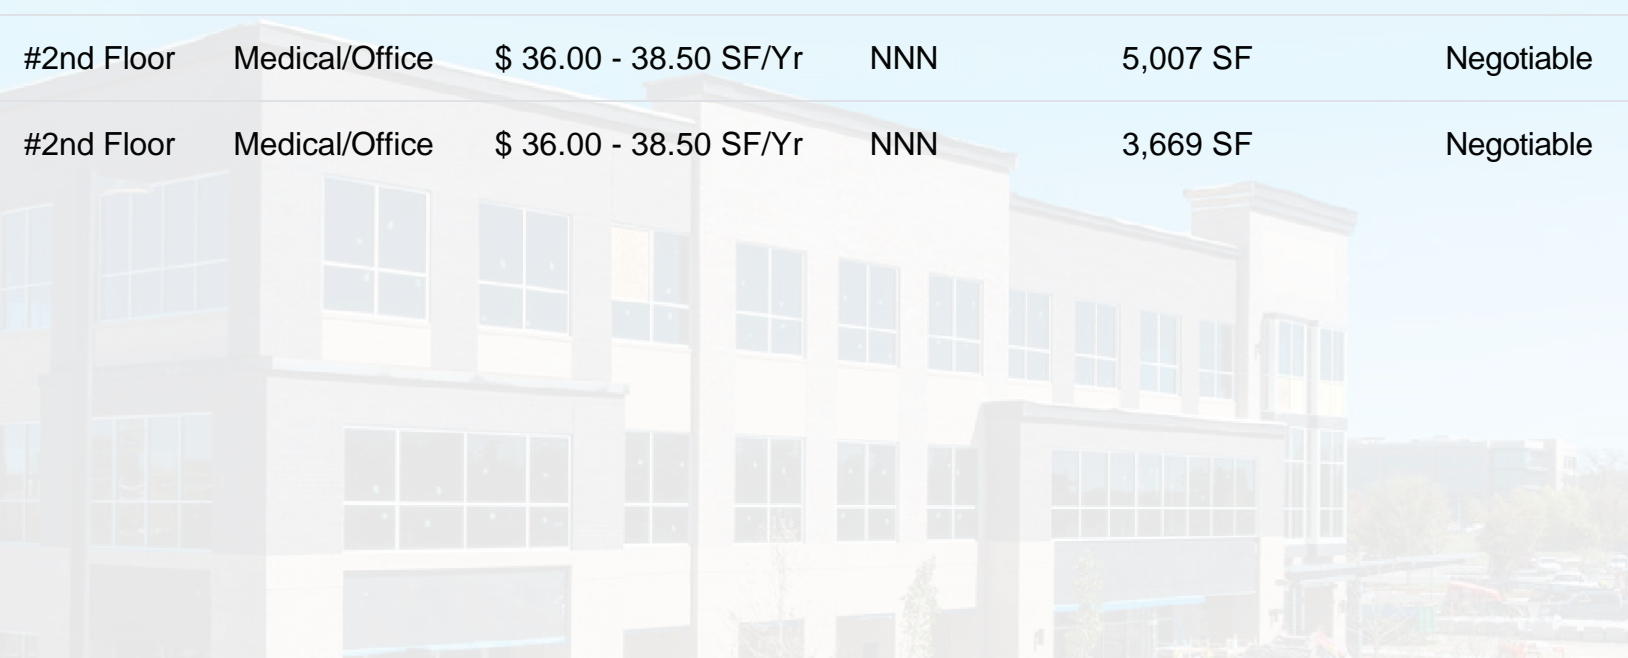 #2nd Floor Medical/Office $ 36.00 - 38.50 SF/Yr NNN 5,007 SF Negotiable
#2nd Floor Medical/Office $ 36.00 - 38.50 SF/Yr NNN 3,669 SF Negotiable